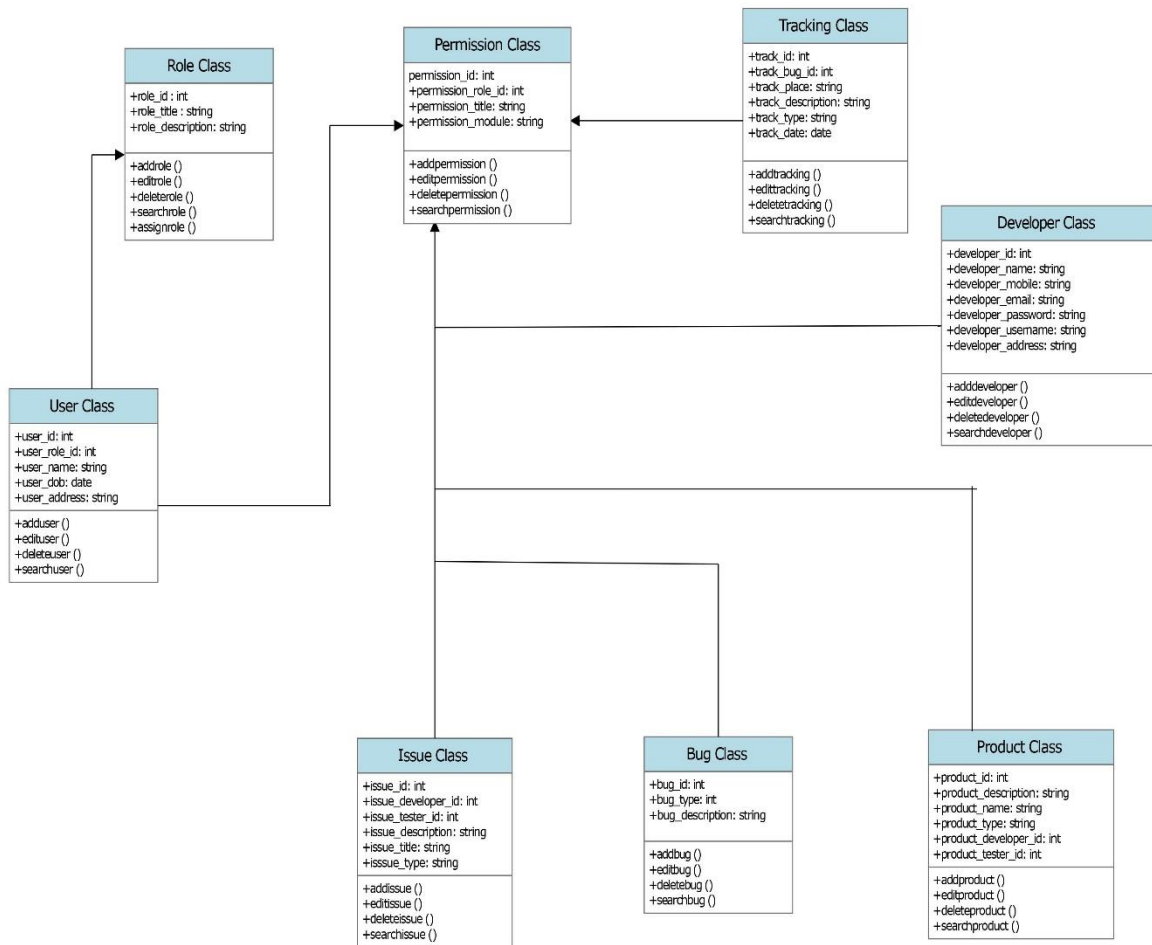 Role Class
+role_id : int
+role_title : string
+role_description: string
+addrole ()
+editrole ()
+deleterole ()
+searchrole ()
+assignrole ()
Permission Class
permission_id: int
+permission_role_id: int
+permission_title: string
+permission_module: string
+addpermission ()
+editpermission ()
+deletepermission ()
+searchpermission ()
Tracking Class
+track_id: int
+track_bug_id: int
+track_place: string
+track_description: string
+track_type: string
+track_date: date
+addtracking ()
+edittracking ()
+deletetracking ()
+searchtracking ()
Developer Class
+developer_id: int
+developer_name: string
+developer_mobile: string
+developer_email: string
+developer_password: string
+developer_username: string
+developer_address: string
+adddeveloper ()
+editdeveloper ()
+deletedeveloper ()
+searchdeveloper ()
User Class
+user_id: int
+user_role_id: int
+user_name: string
+user_dob: date
+user_address: string
+adduser ()
+edituser ()
+deleteuser ()
+searchuser ()
Issue Class
+issue_id: int
+issue_developer_id: int
+issue_tester_id: int
+issue_description: string
+issue_title: string
+isssue_type: string
+addissue ()
+editissue ()
+deleteissue ()
+searchissue ()
Bug Class
+bug_id: int
+bug_type: int
+bug_description: string
+addbug ()
+editbug ()
+deletebug ()
+searchbug ()
Product Class
+product_id: int
+product_description: string
+product_name: string
+product_type: string
+product_developer_id: int
+product_tester_id: int
+addproduct ()
+editproduct ()
+deleteproduct ()
+searchproduct ()